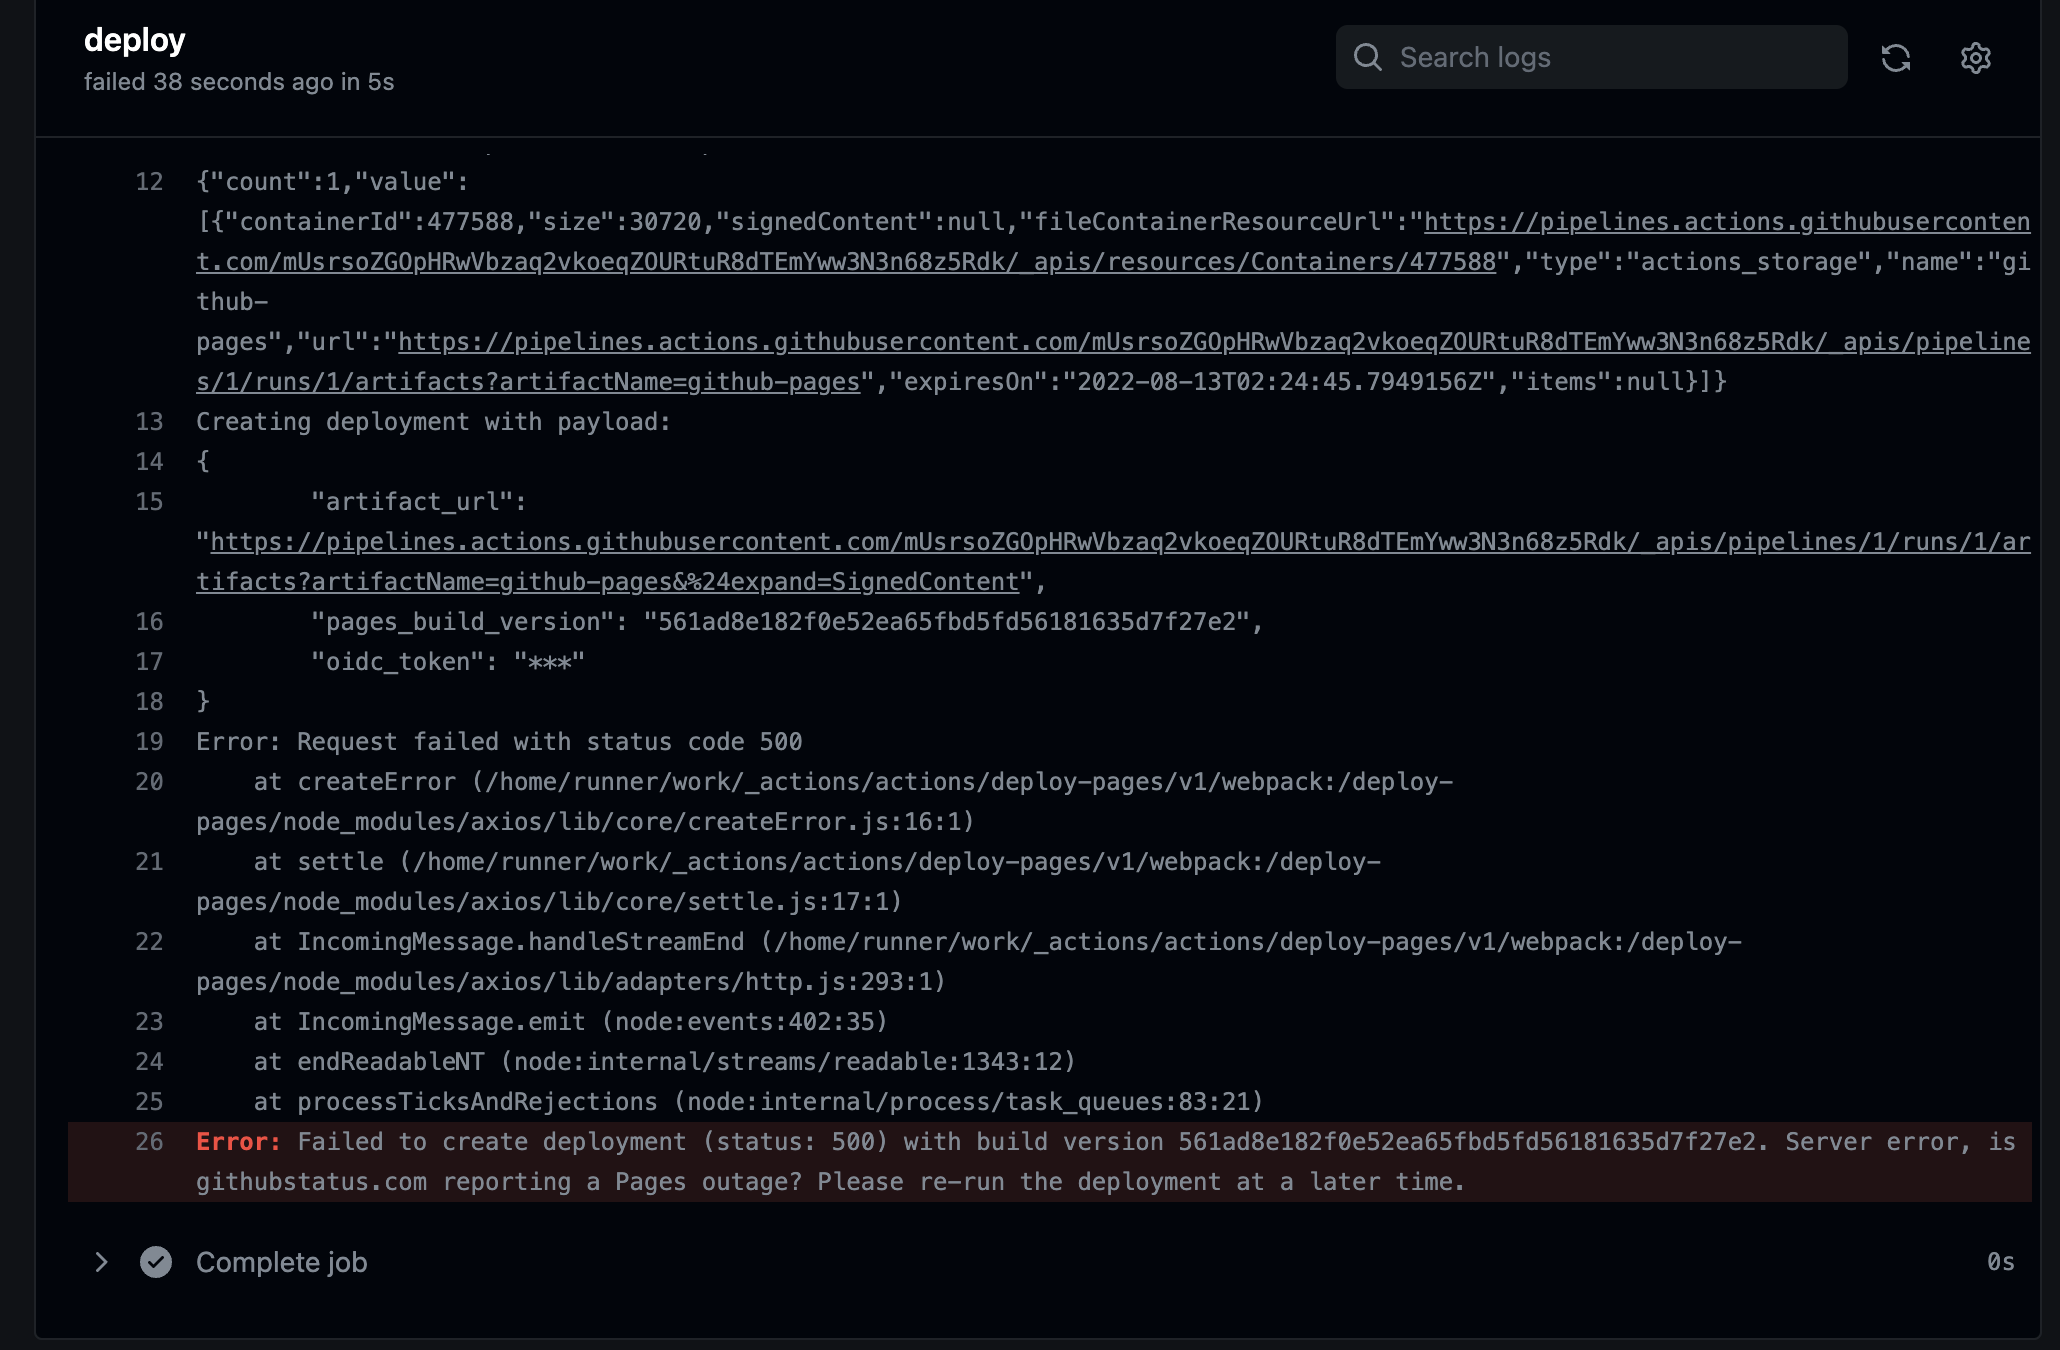 deploy
failed 38 seconds ago in 5s
Search logs
12 {"count":1,"value":
[{"containerId":477588,"size":30720,"signedContent":null,"fileContainerResourceUrl":"https://pipelines.actions.githubuserconten
t.com/mUsrsoZGOpHRwVbzaq2vkoeqZOURtuR8dTEmYww3N3n68z5Rdk/_apis/resources/Containers/477588","type":"actions_storage","name":"gi
thub-
pages","url":"https://pipelines.actions.githubusercontent.com/mUsrsoZGOpHRwVbzaq2vkoeqZOURtuR8dTEmYww3N3n68z5Rdk/_apis/pipeline
s/1/runs/1/artifacts?artifactName=github-pages","expiresOn":"2022-08-13T02:24:45.7949156Z","items":null}]}
13 Creating deployment with payload:
14 {
15 "artifact_url":
"https://pipelines.actions.githubusercontent.com/mUsrsoZGOpHRwVbzaq2vkoeqZOURtuR8dTEmYww3N3n68z5Rdk/_apis/pipelines/1/runs/1/ar
tifacts?artifactName=github-pages&%24expand=SignedContent",
16 "pages_build_version": "561ad8e182f0e52ea65fbd5fd56181635d7f27e2",
17 "oidc_token": "***"
18 }
19 Error: Request failed with status code 500
20 at createError (/home/runner/work/_actions/actions/deploy-pages/v1/webpack:/deploy-
pages/node_modules/axios/lib/core/createError.js:16:1)
21 at settle (/home/runner/work/_actions/actions/deploy-pages/v1/webpack:/deploy-
pages/node_modules/axios/lib/core/settle.js:17:1)
22 at IncomingMessage.handleStreamEnd (/home/runner/work/_actions/actions/deploy-pages/v1/webpack:/deploy-
pages/node_modules/axios/lib/adapters/http.js:293:1)
23 at IncomingMessage.emit (node:events:402:35)
24 at endReadableNT (node:internal/streams/readable:1343:12)
25 at processTicksAndRejections (node:internal/process/task_queues:83:21)
26 Error: Failed to create deployment (status: 500) with build version 561ad8e182f0e52ea65fbd5fd56181635d7f27e2. Server error, is
githubstatus.com reporting a Pages outage? Please re-run the deployment at a later time.
Complete job
0s